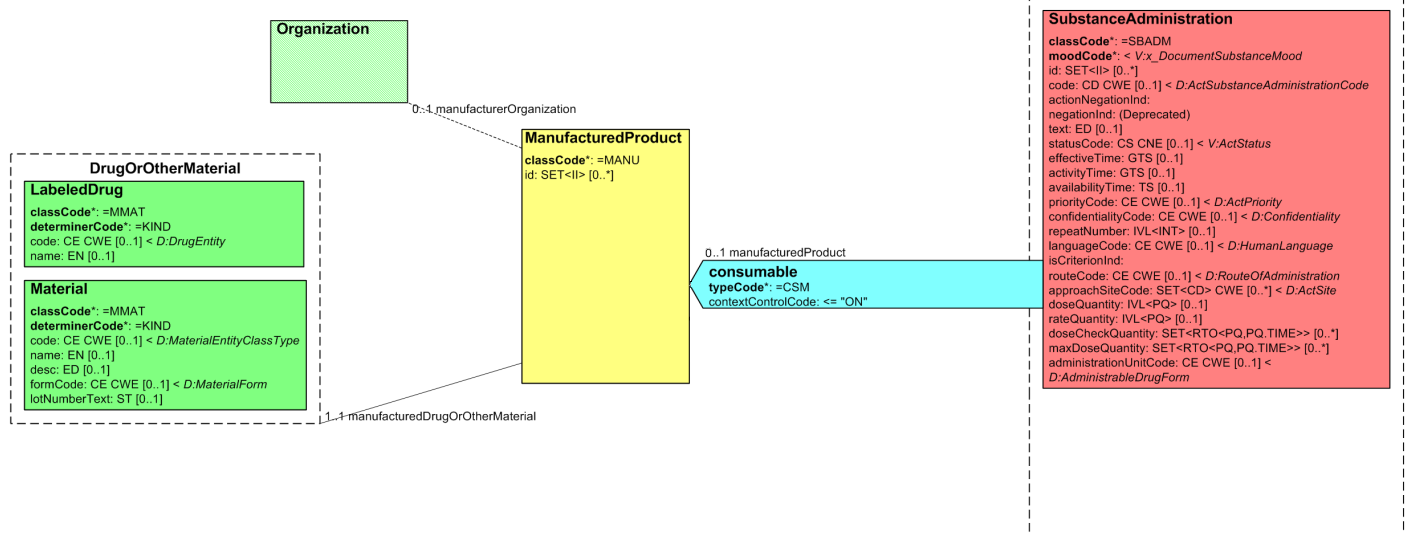 Organization
0..1 manufacturerOrganization
DrugOrOtherMaterial
LabeledDrug
classCode*: =MMAT
determinerCode*: =KIND
code: CE CWE [0..1] < D:DrugEntity
name: EN [0..1]
Material
classCode*: =MMAT
determinerCode*: =KIND
code: CE CWE [0..1] < D:MaterialEntityClassType
name: EN [0..1]
desc: ED [0..1]
formCode: CE CWE [0..1] < D:MaterialForm
lotNumberText: ST [0..1]
1..1 manufacturedDrugOrOtherMaterial
ManufacturedProduct
classCode*: =MANU
id: SET<II> [0..*]
0..1 manufacturedProduct
consumable
typeCode*: =CSM
contextControlCode: <= "ON"
SubstanceAdministration
classCode*: =SBADM
moodCode*: < V:x_DocumentSubstanceMood
id: SET<II> [0..*]
code: CD CWE [0..1] < D:ActSubstanceAdministrationCode
actionNegationInd:
negationInd: (Deprecated)
text: ED [0..1]
statusCode: CS CNE [0..1] < V:ActStatus
effectiveTime: GTS [0..1]
activityTime: GTS [0..1]
availabilityTime: TS [0..1]
priorityCode: CE CWE [0..1] < D:ActPriority
confidentialityCode: CE CWE [0..1] < D:Confidentiality
repeatNumber: IVL<INT> [0..1]
languageCode: CE CWE [0..1] < D:HumanLanguage
isCriterionInd:
routeCode: CE CWE [0..1] < D:RouteOfAdministration
approachSiteCode: SET<CD> CWE [0..*] < D:ActSite
doseQuantity: IVL<PQ> [0..1]
rateQuantity: IVL<PQ> [0..1]
doseCheckQuantity: SET<RTO<PQ,PQ.TIME>> [0..*]
maxDoseQuantity: SET<RTO<PQ,PQ.TIME>> [0..*]
administrationUnitCode: CE CWE [0..1] <
D:AdministrableDrugForm